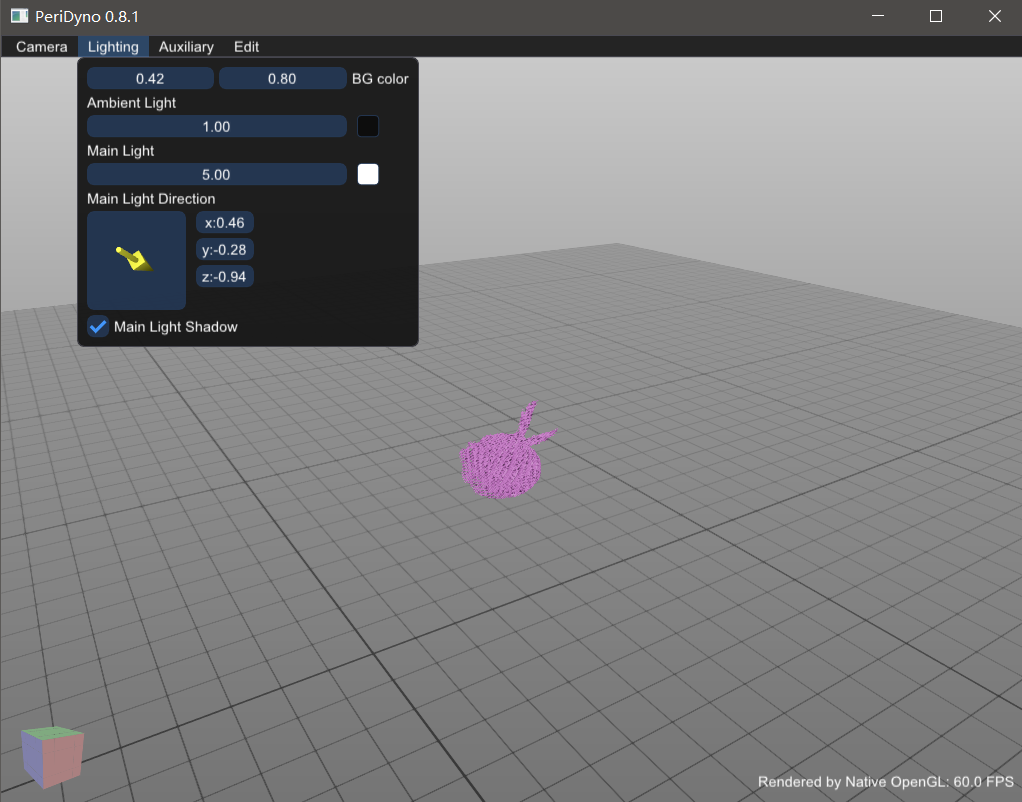 PeriDyno 0.8.1
Camera Lighting Auxiliary Edit
0.42 0.80 BG color
Ambient Light
1.00
Main Light
5.00
Main Light Direction
x:0.46
y:-0.28
z:-0.94
Main Light Shadow
Rendered by Native OpenGL: 60.0 FPS